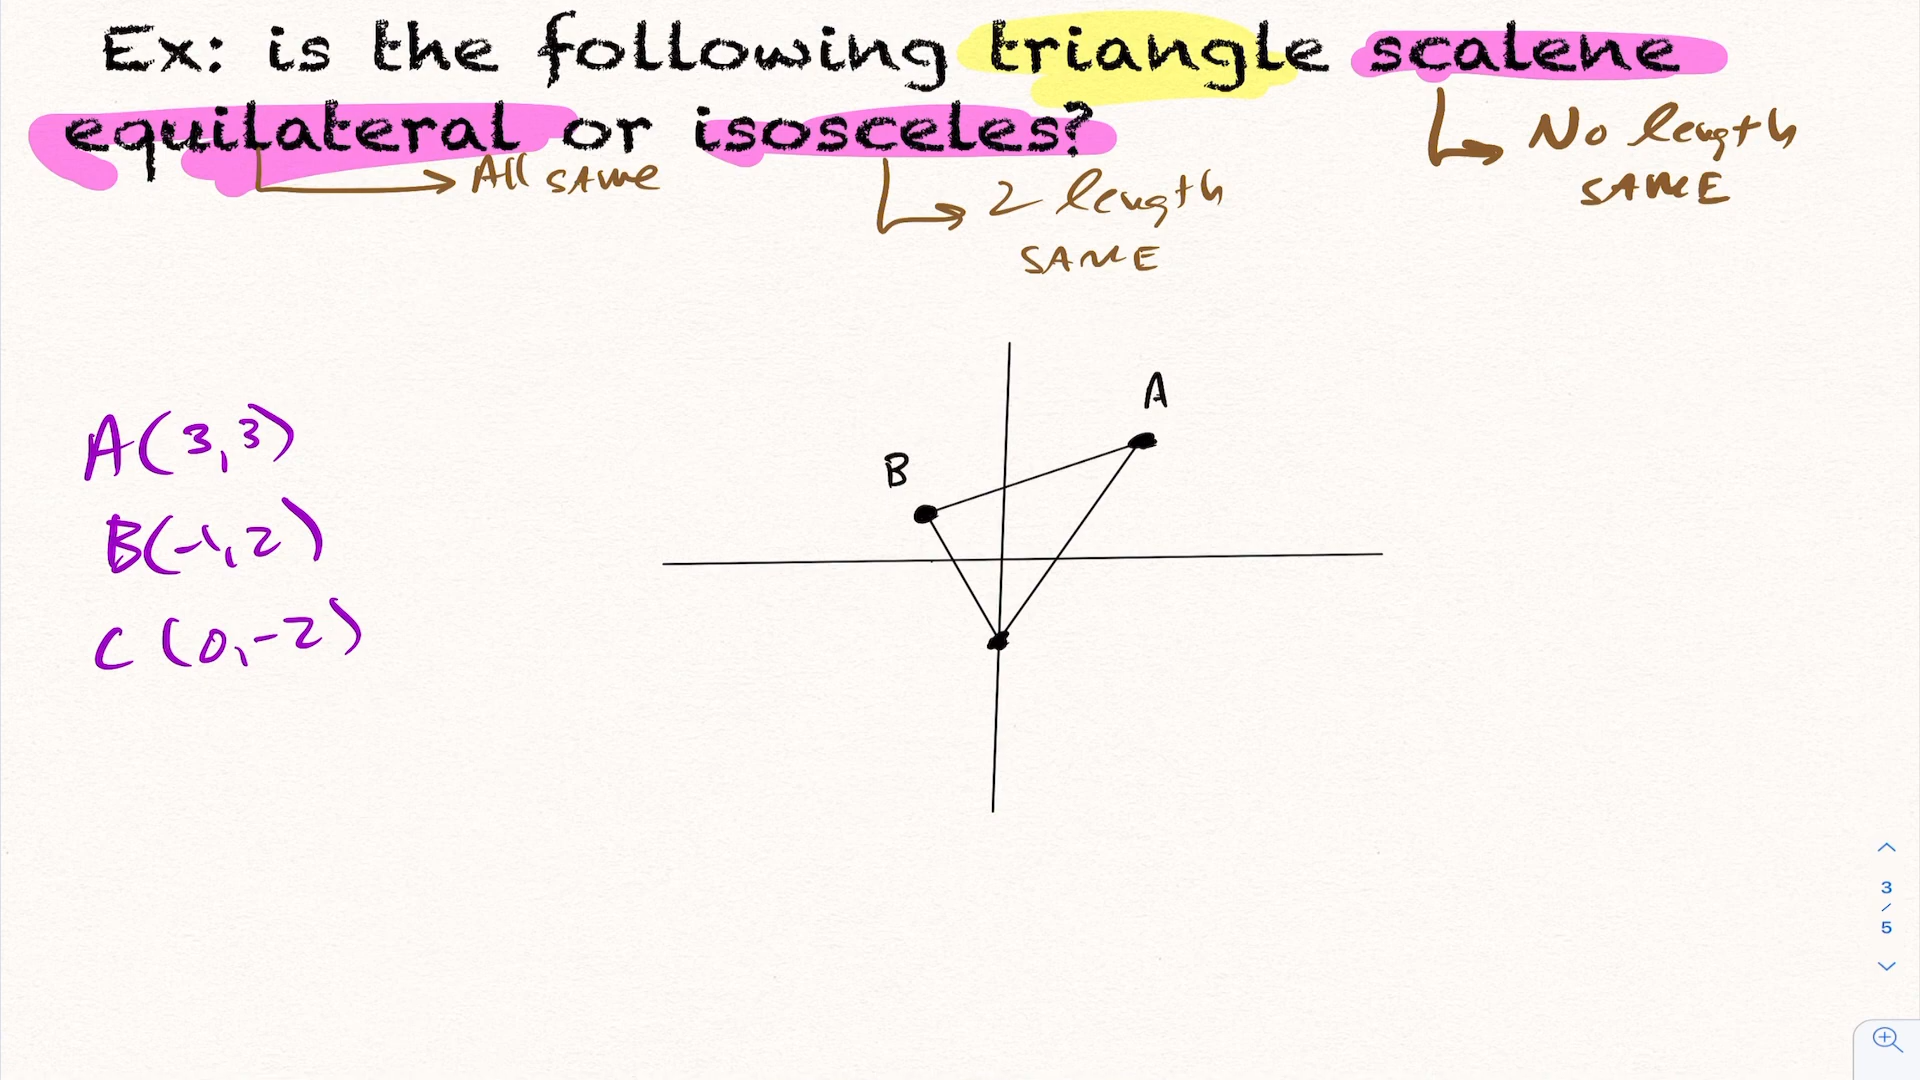 Ex: is the following triangle scalene
equilateral or isosceles?
No length
SAME
All SAME
2 length
SAME
A(3,3)
B(-1,2)
C(0,-2)
A
B
3
/
5